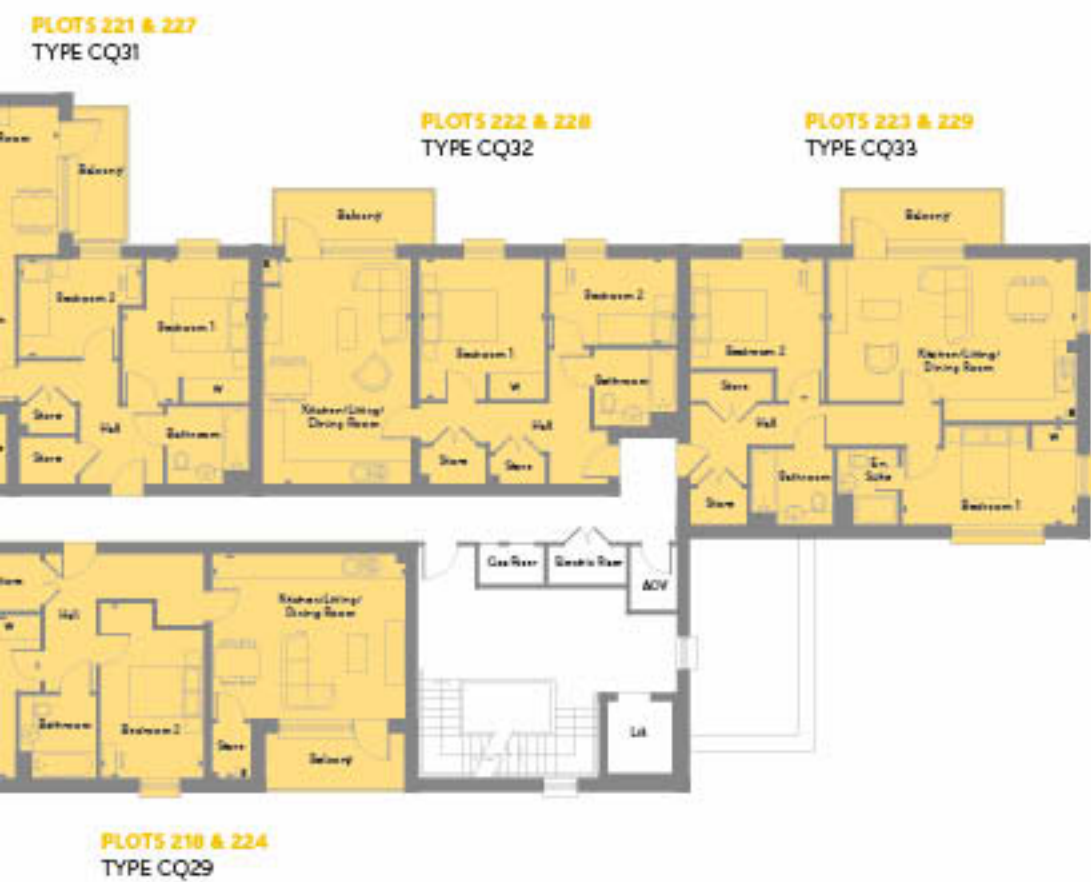 PLOTS 221 & 227
TYPE CQ31
PLOTS 222 & 228
TYPE CQ32
PLOTS 223 & 229
TYPE CQ33
Room
Balcony
Bedroom 2
Bedroom 1
W
Store
Hall
Bathroom
Store
Balcony
Bedroom 2
Bedroom 1
W
Bathroom
Kitchen/Living/
Dining Room
Hall
Store
Store
Balcony
Bedroom 2
Kitchen/Living/
Dining Room
Store
Hall
W
Bathroom
En
Suite
Store
Bedroom 1
Gas Riser
Electric Riser
AOV
Lift
Store
W
Hall
Kitchen/Living/
Dining Room
Bathroom
Bedroom 2
Store
Balcony
PLOTS 218 & 224
TYPE CQ29